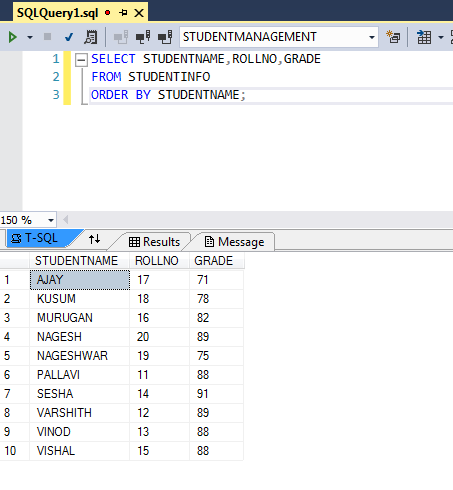 SQLQuery1.sql
STUDENTMANAGEMENT
1 SELECT STUDENTNAME,ROLLNO,GRADE
2 FROM STUDENTINFO
3 ORDER BY STUDENTNAME;
150 %
T-SQL Results Message
STUDENTNAME ROLLNO GRADE
1 AJAY 17 71
2 KUSUM 18 78
3 MURUGAN 16 82
4 NAGESH 20 89
5 NAGESHWAR 19 75
6 PALLAVI 11 88
7 SESHA 14 91
8 VARSHITH 12 89
9 VINOD 13 88
10 VISHAL 15 88